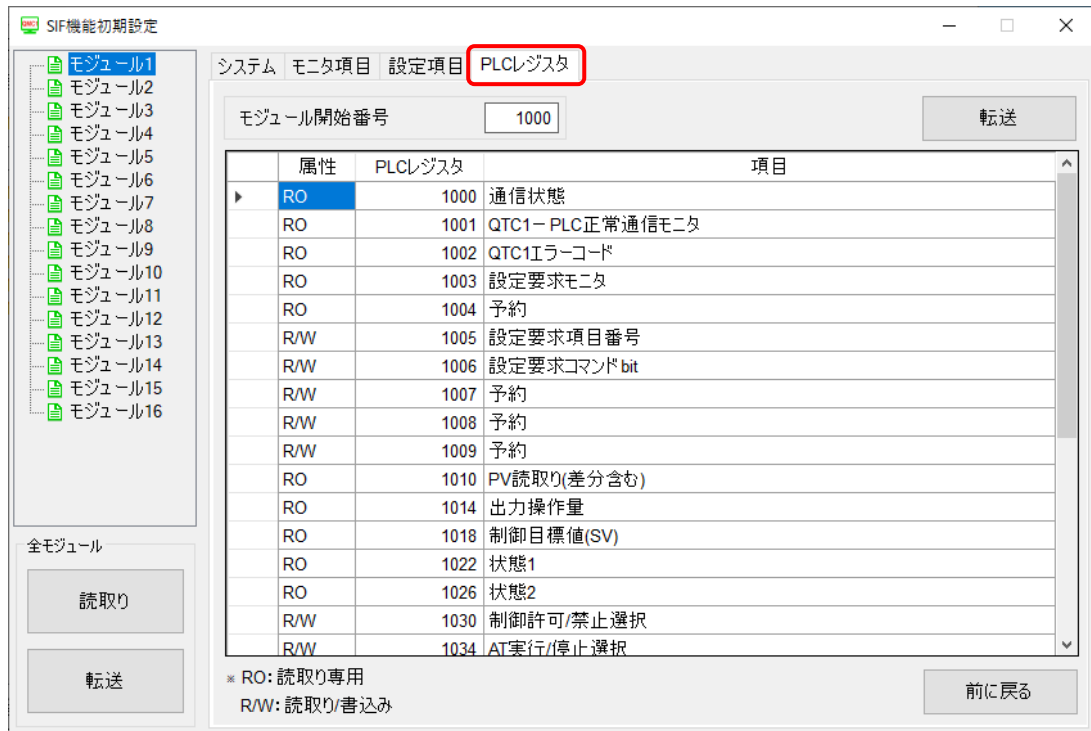 SIF機能初期設定
モジュール1
モジュール2
モジュール3
モジュール4
モジュール5
モジュール6
モジュール7
モジュール8
モジュール9
モジュール10
モジュール11
モジュール12
モジュール13
モジュール14
モジュール15
モジュール16
全モジュール
読取り
転送
システム モニタ項目 設定項目 PLCレジスタ
モジュール開始番号 1000 転送
属性 PLCレジスタ 項目
RO 1000 通信状態
RO 1001 QTC1－PLC正常通信モニタ
RO 1002 QTC1エラーコード
RO 1003 設定要求モニタ
RO 1004 予約
R/W 1005 設定要求項目番号
R/W 1006 設定要求コマンドbit
R/W 1007 予約
R/W 1008 予約
R/W 1009 予約
RO 1010 PV読取り(差分含む)
RO 1014 出力操作量
RO 1018 制御目標値(SV)
RO 1022 状態1
RO 1026 状態2
R/W 1030 制御許可/禁止選択
R/W 1034 AT実行/停止選択
※ RO：読取り専用
R/W：読取り/書込み
前に戻る